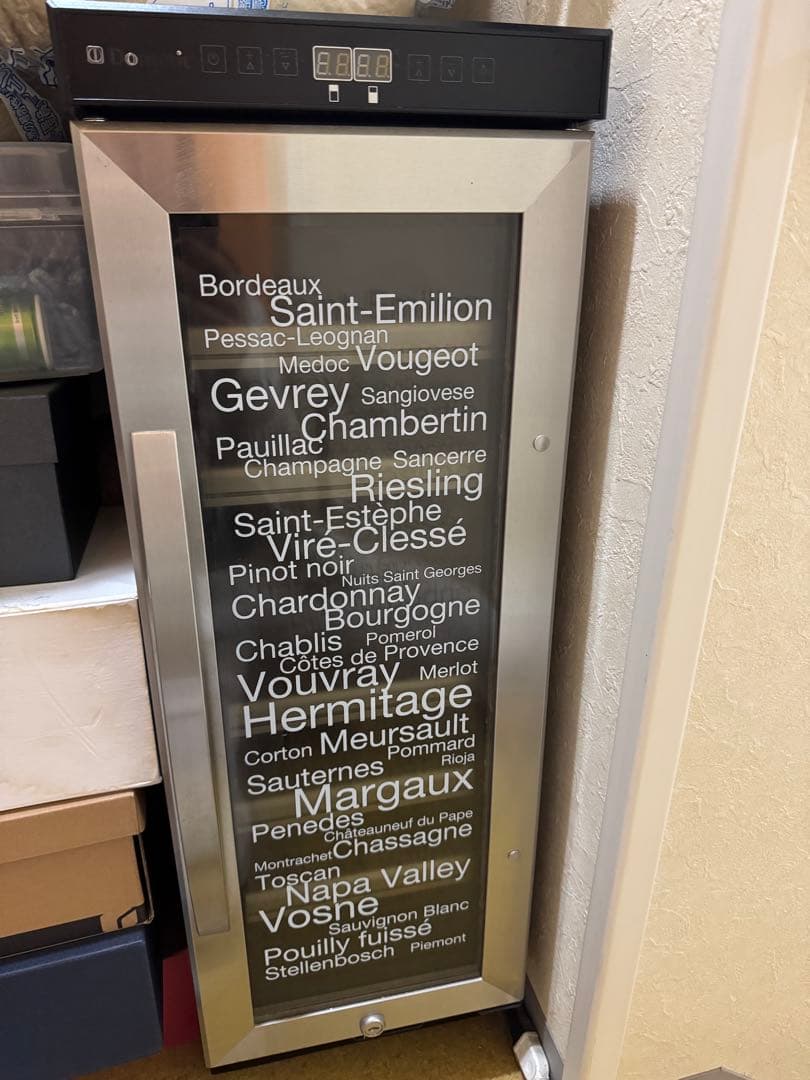 Bordeaux
Saint-Emilion
Pessac-Leognan
Medoc Vougeot
Gevrey Sangiovese
Chambertin
Pauillac
Champagne Sancerre
Riesling
Saint-Estèphe
Viré-Clessé
Pinot noir
Nuits Saint Georges
Chardonnay
Bourgogne
Chablis Pomerol
Côtes de Provence
Vouvray Merlot
Hermitage
Corton Meursault
Pommard
Rioja
Sauternes
Margaux
Penedes
Châteauneuf du Pape
Montrachet Chassagne
Toscan
Napa Valley
Vosne
Sauvignon Blanc
Pouilly fuissé
Stellenbosch Piemont